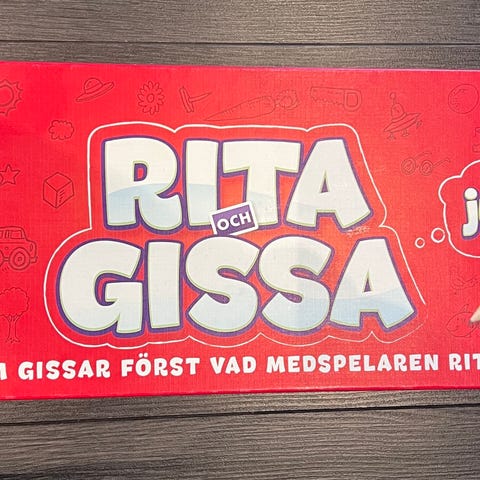 RITA
OCH
GISSA
GISSAR FÖRST VAD MEDSPELAREN